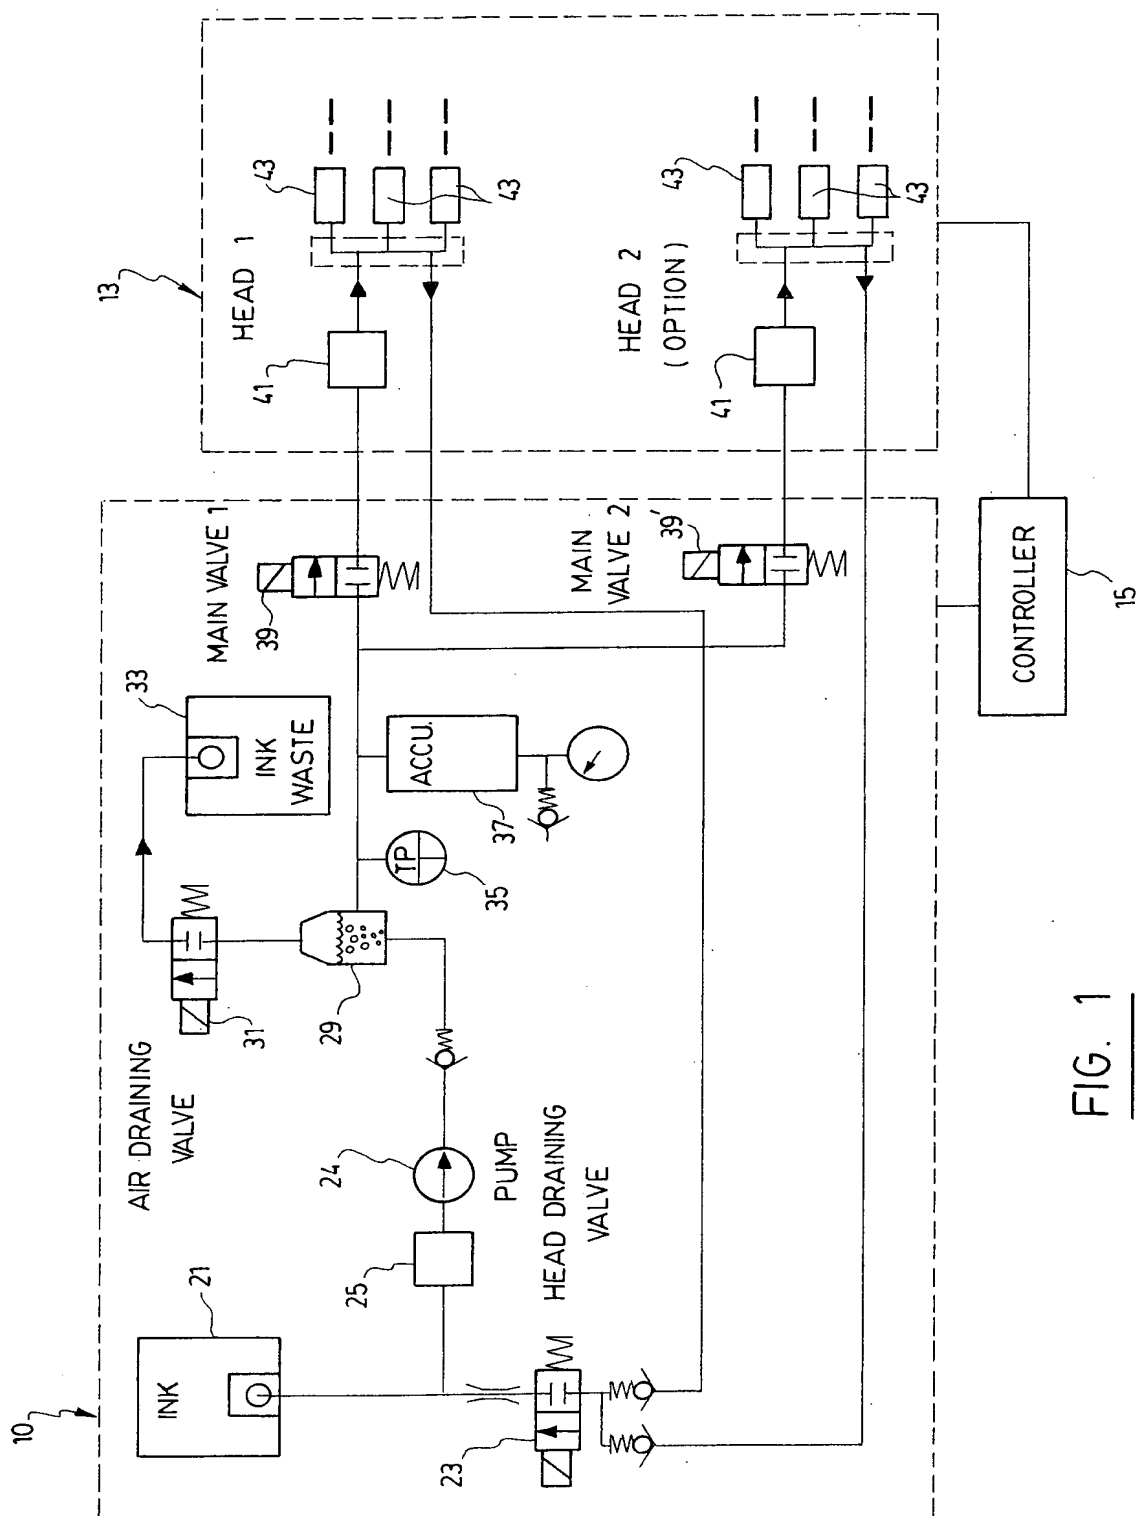 10
INK
21
AIR DRAINING
VALVE
31
33
INK
WASTE
29
25
24
PUMP
HEAD DRAINING
VALVE
23
TP
35
ACCU.
37
MAIN VALVE 1
39
MAIN
VALVE 2
39'
13
HEAD 1
41
43
43
HEAD 2
(OPTION)
41
43
43
CONTROLLER
15
FIG. 1